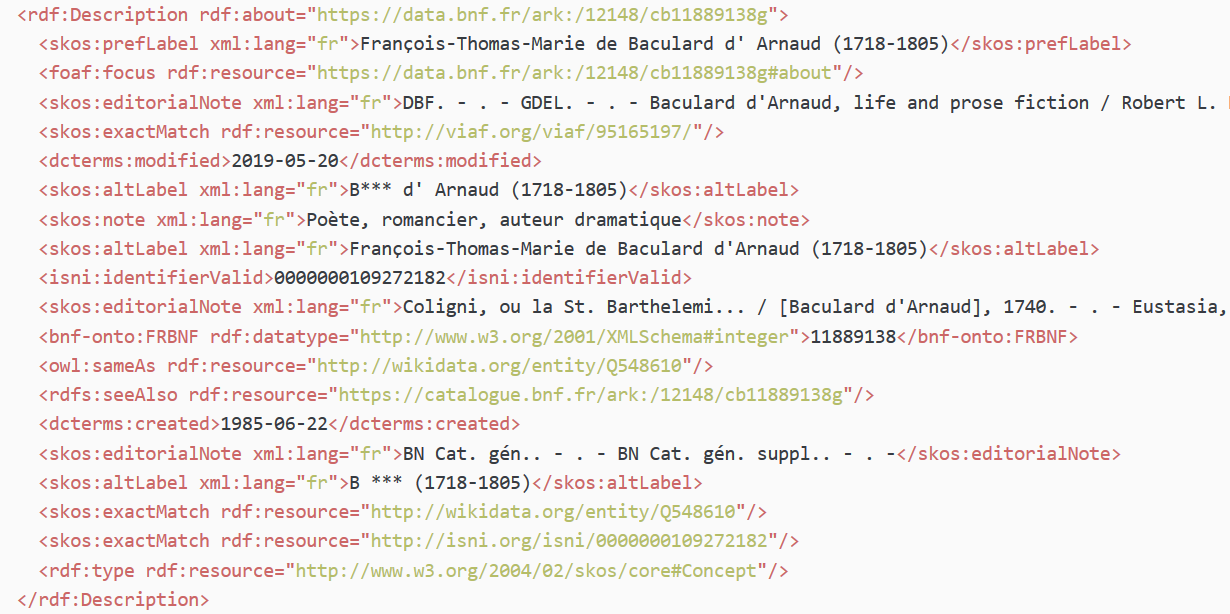 <rdf:Description rdf:about="https://data.bnf.fr/ark:/12148/cb11889138g">
<skos:prefLabel xml:lang="fr">François-Thomas-Marie de Baculard d' Arnaud (1718-1805)</skos:prefLabel>
<foaf:focus rdf:resource="https://data.bnf.fr/ark:/12148/cb11889138g#about"/>
<skos:editorialNote xml:lang="fr">DBF. - . - GDEL. - . - Baculard d'Arnaud, life and prose fiction / Robert L.
<skos:exactMatch rdf:resource="http://viaf.org/viaf/95165197/"/>
<dcterms:modified>2019-05-20</dcterms:modified>
<skos:altLabel xml:lang="fr">B*** d' Arnaud (1718-1805)</skos:altLabel>
<skos:note xml:lang="fr">Poète, romancier, auteur dramatique</skos:note>
<skos:altLabel xml:lang="fr">François-Thomas-Marie de Baculard d'Arnaud (1718-1805)</skos:altLabel>
<isni:identifierValid>0000000109272182</isni:identifierValid>
<skos:editorialNote xml:lang="fr">Coligni, ou la St. Barthelemi... / [Baculard d'Arnaud], 1740. - . - Eustasia,
<bnf-onto:FRBNF rdf:datatype="http://www.w3.org/2001/XMLSchema#integer">11889138</bnf-onto:FRBNF>
<owl:sameAs rdf:resource="http://wikidata.org/entity/Q548610"/>
<rdfs:seeAlso rdf:resource="https://catalogue.bnf.fr/ark:/12148/cb11889138g"/>
<dcterms:created>1985-06-22</dcterms:created>
<skos:editorialNote xml:lang="fr">BN Cat. gén.. - . - BN Cat. gén. suppl.. - . -</skos:editorialNote>
<skos:altLabel xml:lang="fr">B *** (1718-1805)</skos:altLabel>
<skos:exactMatch rdf:resource="http://wikidata.org/entity/Q548610"/>
<skos:exactMatch rdf:resource="http://isni.org/isni/0000000109272182"/>
<rdf:type rdf:resource="http://www.w3.org/2004/02/skos/core#Concept"/>
</rdf:Description>